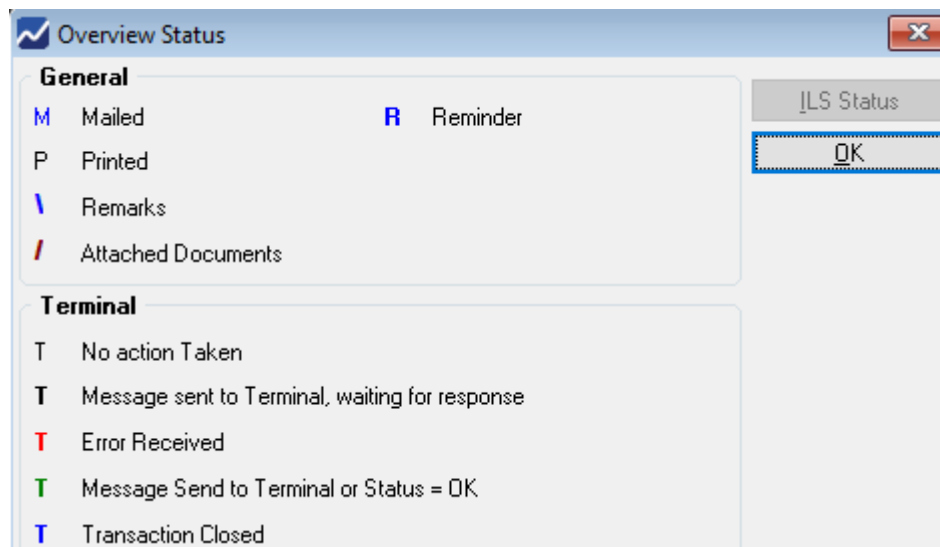 Overview Status
General
M Mailed R Reminder
P Printed
\ Remarks
/ Attached Documents
ILS Status
OK
Terminal
T No action Taken
T Message sent to Terminal, waiting for response
T Error Received
T Message Send to Terminal or Status = OK
T Transaction Closed